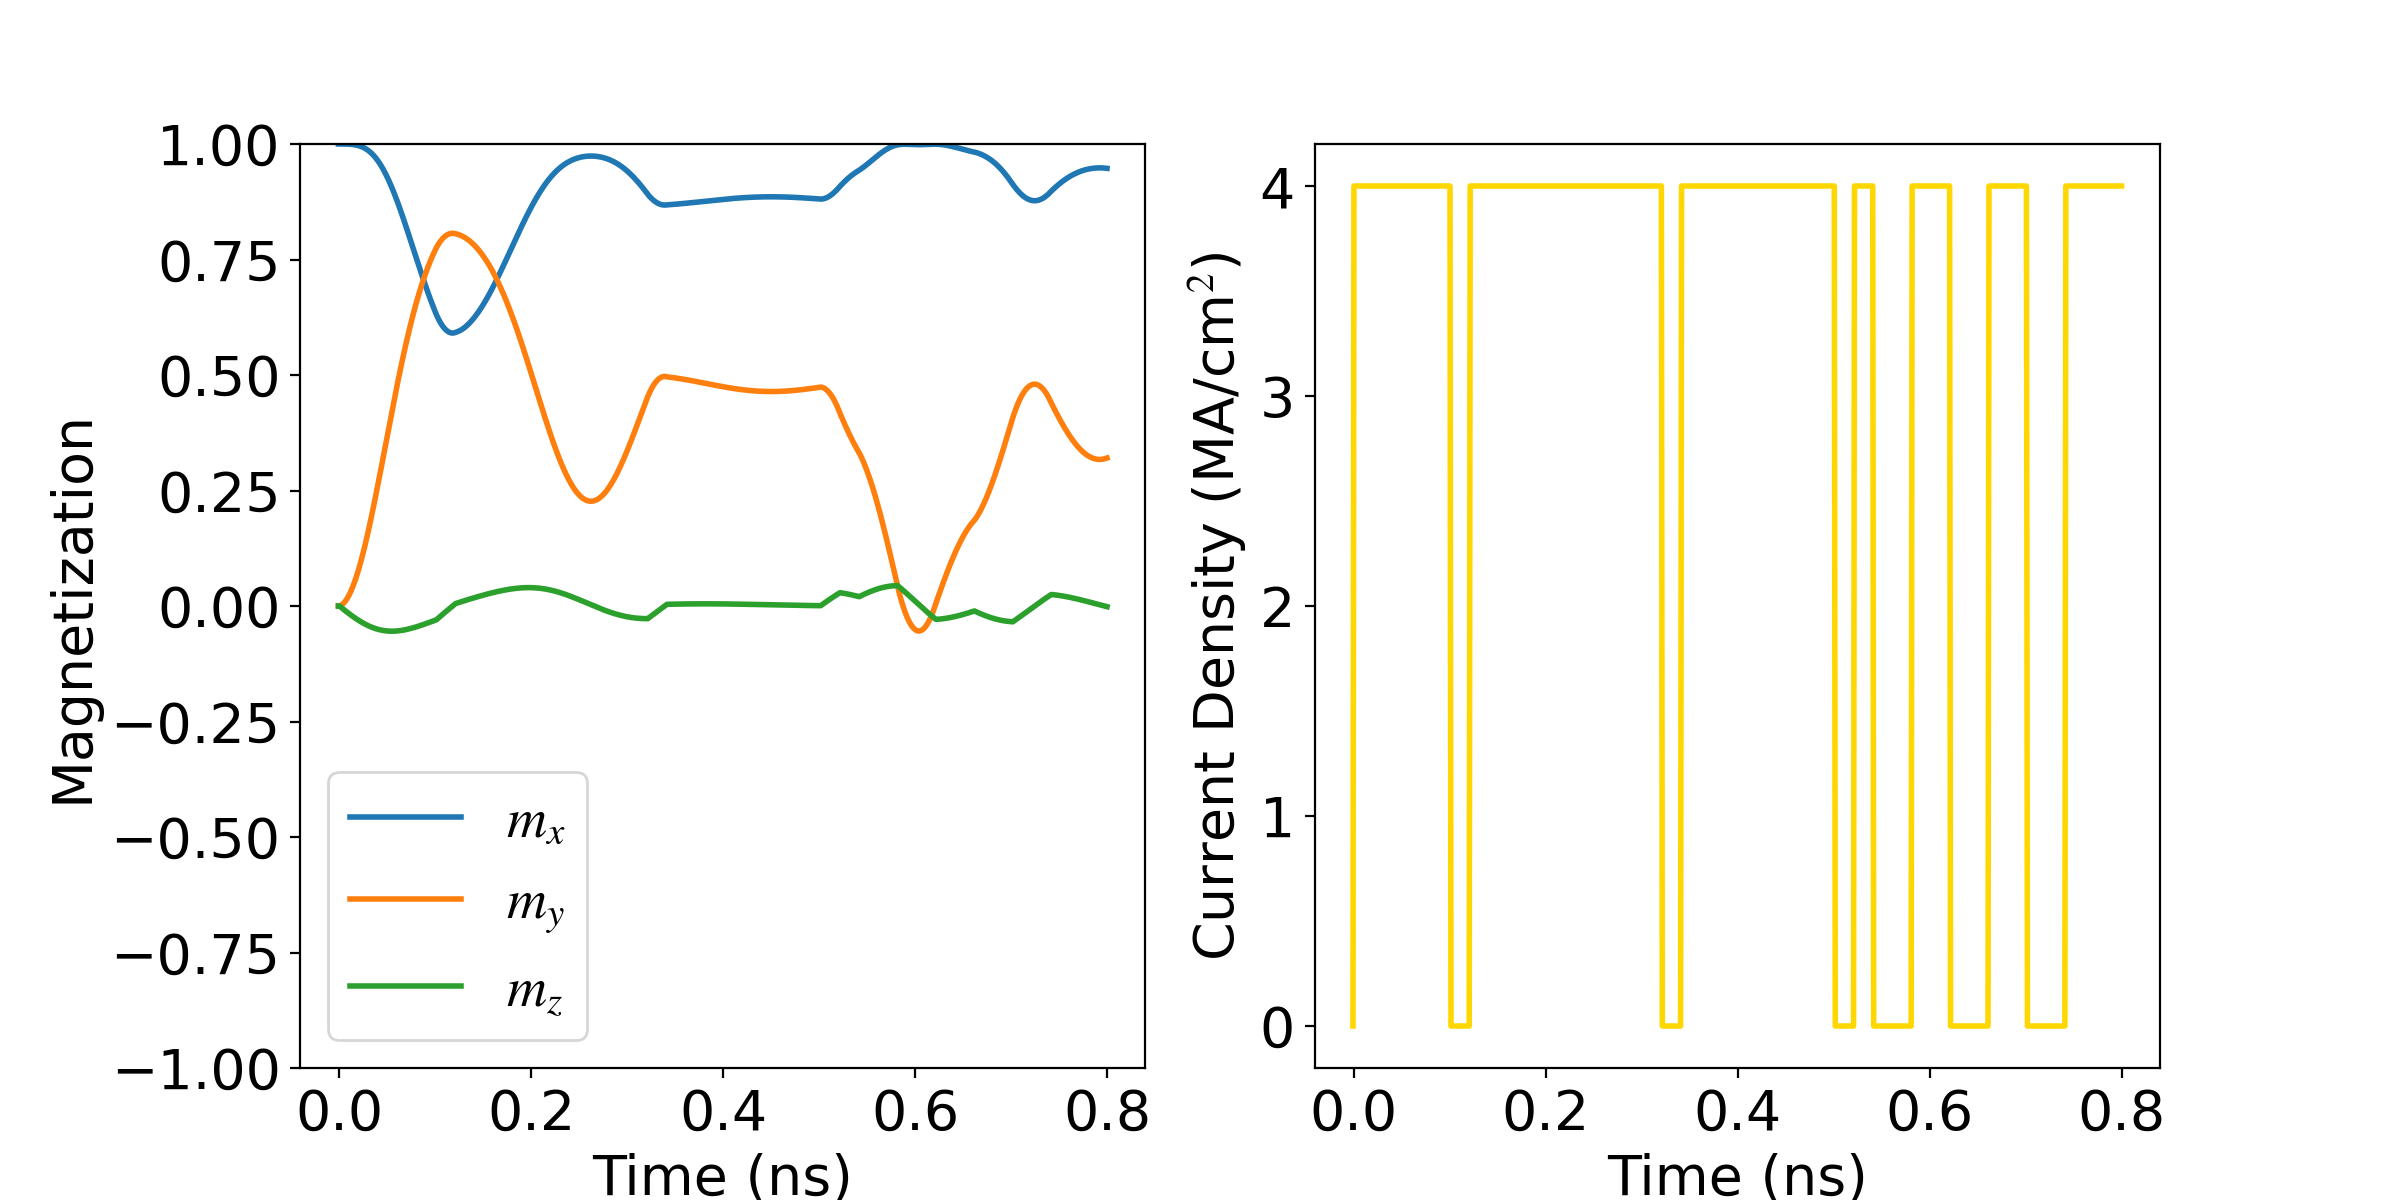 Magnetization
1.00
0.75
0.50
0.25
0.00
−0.25
−0.50
−0.75
−1.00
m_x
m_y
m_z
0.0 0.2 0.4 0.6 0.8
Time (ns)
Current Density (MA/cm²)
4
3
2
1
0
0.0 0.2 0.4 0.6 0.8
Time (ns)